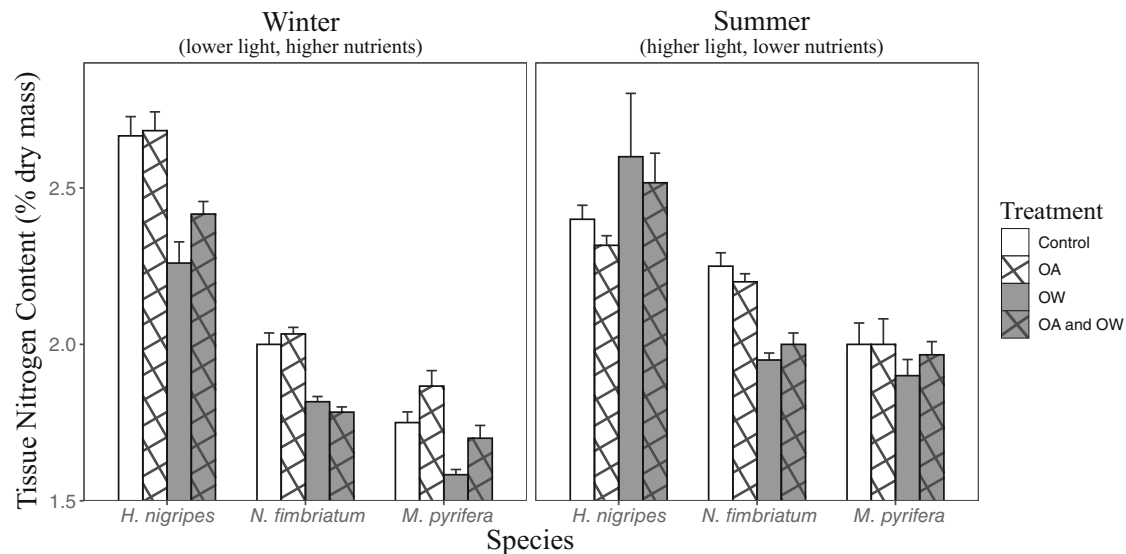 Winter
(lower light, higher nutrients)
Summer
(higher light, lower nutrients)
Tissue Nitrogen Content (% dry mass)
2.5
2.0
1.5
H. nigripes
N. fimbriatum
M. pyrifera
H. nigripes
N. fimbriatum
M. pyrifera
Species
Treatment
Control
OA
OW
OA and OW